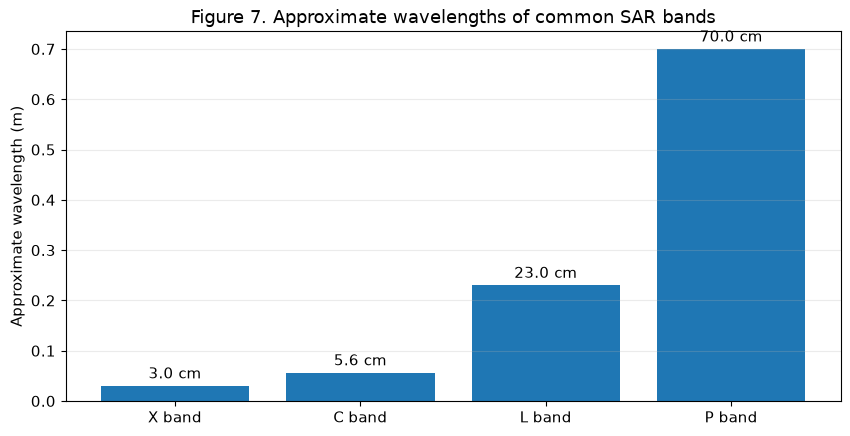 Figure 7. Approximate wavelengths of common SAR bands
Approximate wavelength (m)
0.7
0.6
0.5
0.4
0.3
0.2
0.1
0.0
3.0 cm
5.6 cm
23.0 cm
70.0 cm
X band
C band
L band
P band